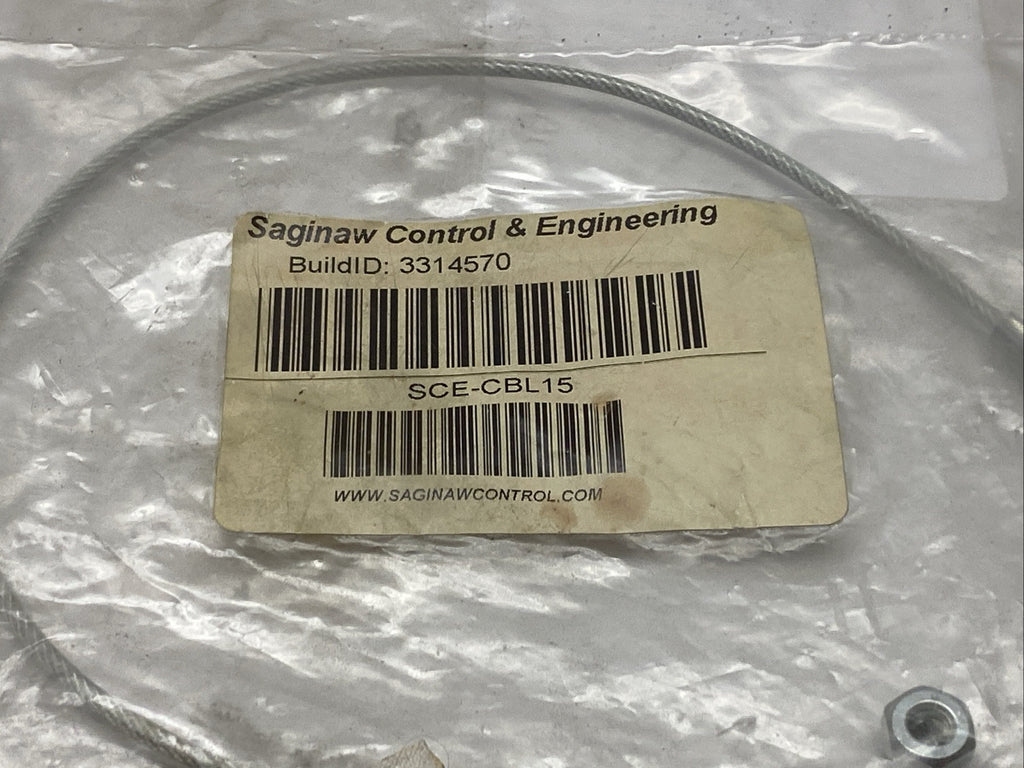 Saginaw Control & Engineering
BuildID: 3314570
SCE-CBL15
WWW.SAGINAWCONTROL.COM